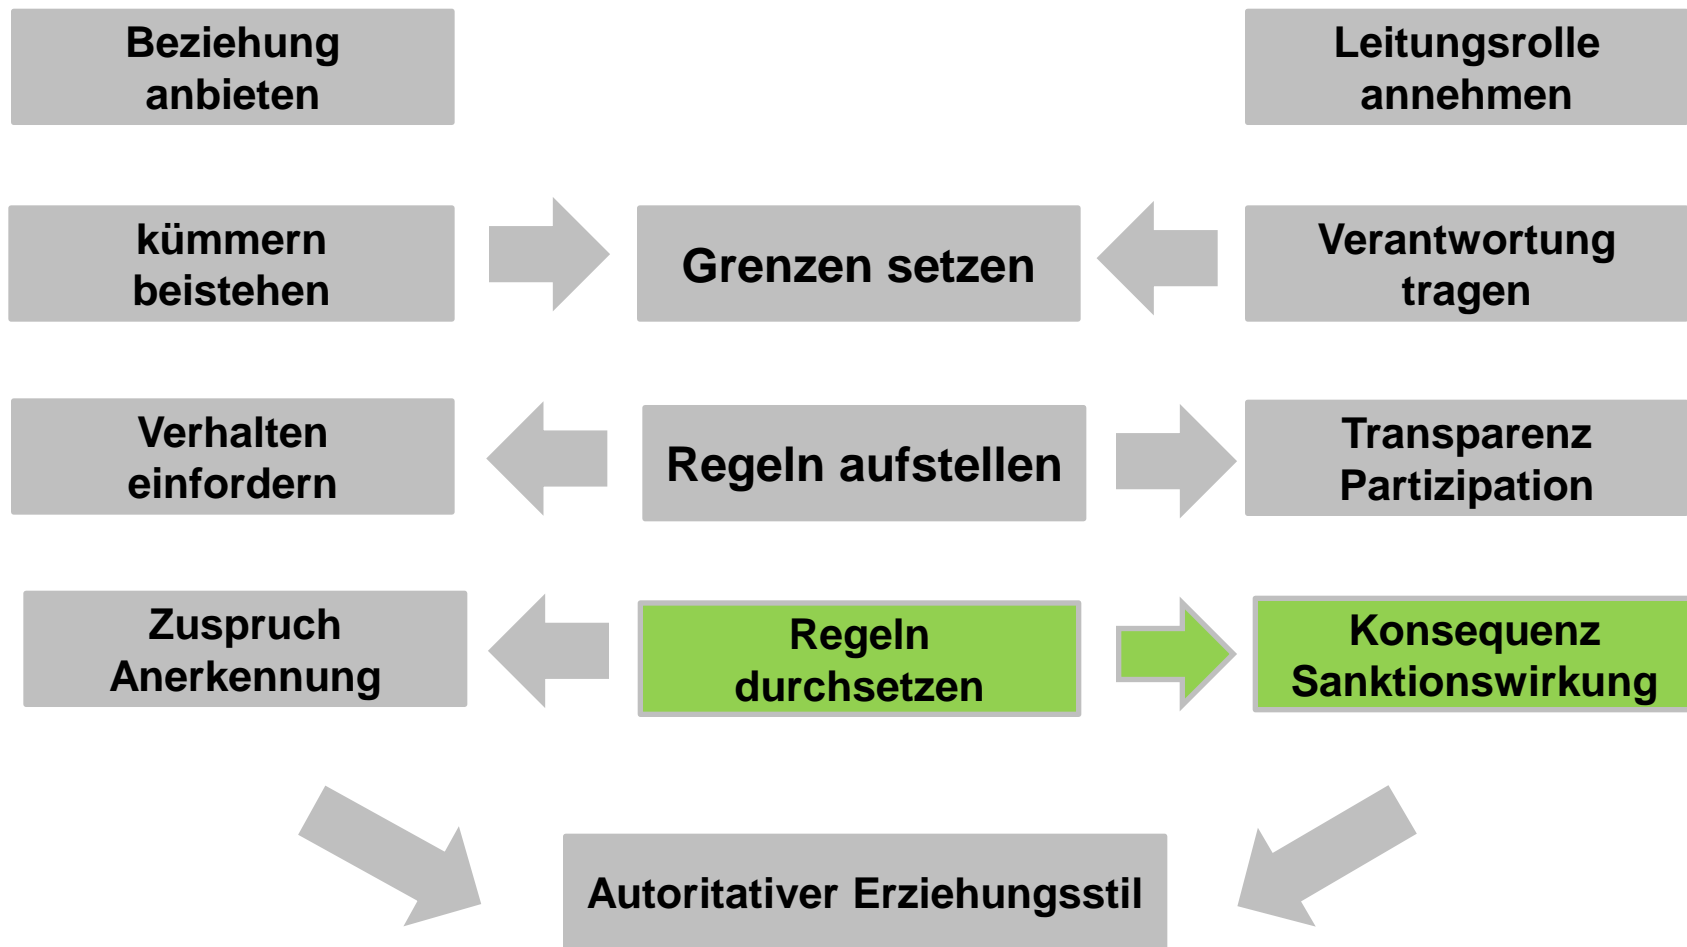 Beziehung
anbieten
Leitungsrolle
annehmen
kümmern
beistehen
Grenzen setzen
Verantwortung
tragen
Verhalten
einfordern
Regeln aufstellen
Transparenz
Partizipation
Zuspruch
Anerkennung
Regeln
durchsetzen
Konsequenz
Sanktionswirkung
Autoritativer Erziehungsstil